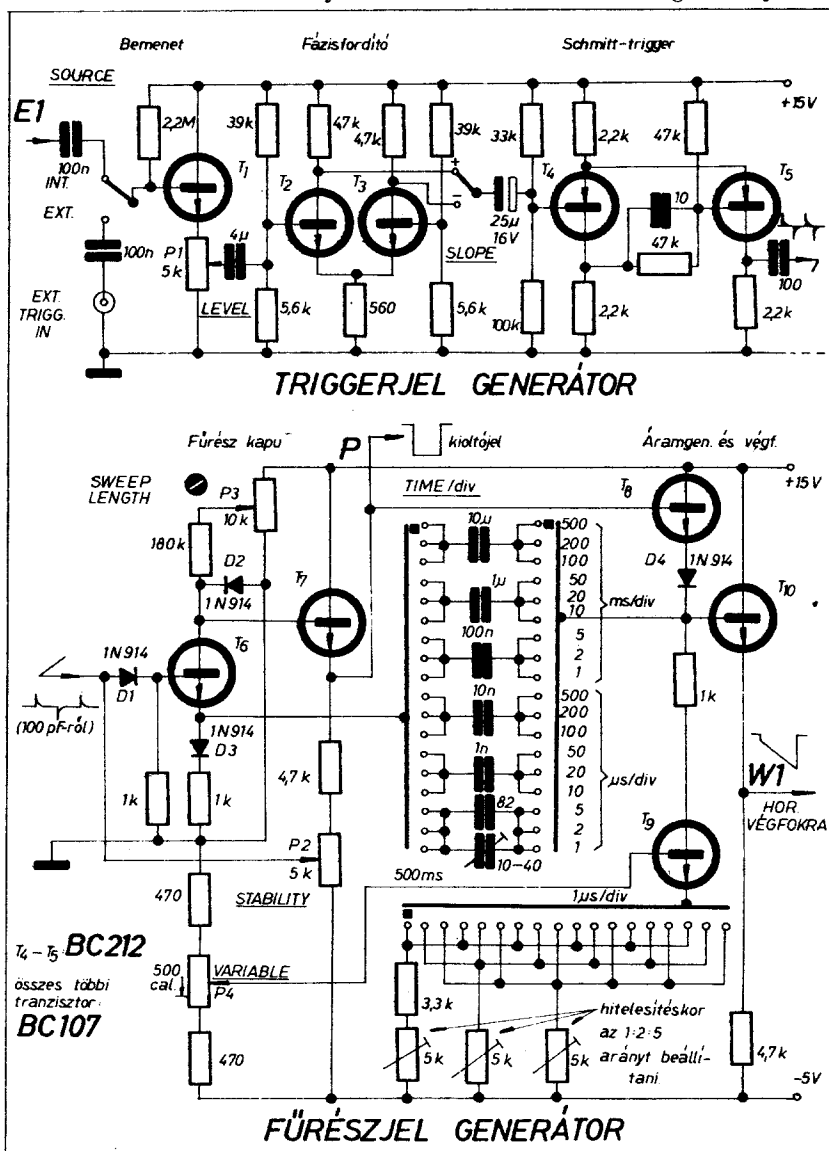 Bemenet
Fázisfordító
Schmitt-trigger
SOURCE
+15V
E1
2,2M
39k
4,7k
4,7k
39k
33k
2,2k
47k
100n
T1
T2
T3
T4
T5
INT.
EXT.
100n
P1
5k
4µ
+
−
25µ
16V
10
47k
SLOPE
100
EXT.
TRIGG.
IN
LEVEL
5,6k
560
5,6k
100k
2,2k
2,2k
TRIGGERJEL GENERÁTOR
Fűrész kapu
P
kioltójel
Áramgen. és végf.
SWEEP
LENGTH
P3
10k
TIME/div
T8
+15V
180k
D2
1N 914
T7
10µ
500
200
100
D4
1N 914
T10
1µ
50
20
10
ms/div
T6
100n
5
2
1
1N 914
D1
(100 pF-ról)
1N914
D3
10n
500
200
100
1k
1n
50
20
10
µs/div
W1
HOR.
VÉGFOKRA
1k
1k
4,7k
82
5
2
1
T9
P2
5k
10-40
500ms
1µs/div
470
STABILITY
T4-T5: BC212
500
cal.
VARIABLE
P4
összes többi
tranzisztor:
BC107
3,3k
hitelesítéskor
az 1:2:5
arányt beállí-
tani
470
5k
5k
5k
4,7k
-5V
FŰRÉSZJEL GENERÁTOR